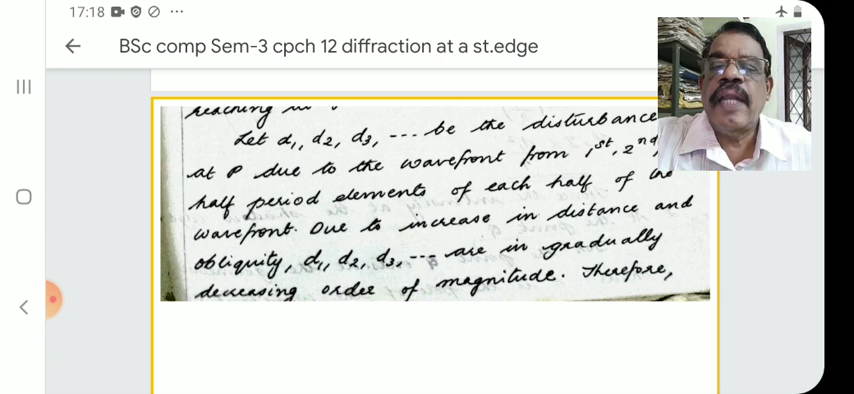 17:18
BSc comp Sem-3 cpch 12 diffraction at a st.edge
reaching
Let d1, d2, d3, --- be the disturbance
at P due to the wavefront from 1st, 2nd
half period elements of each half of the
wavefront. Due to increase in distance and
obliquity, d1, d2, d3, --- are in gradually
decreasing order of magnitude. Therefore,